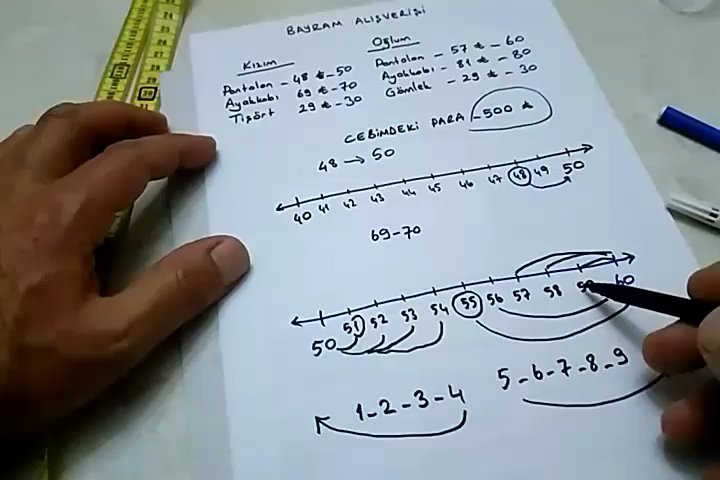 BAYRAM ALIŞVERİŞİ
Kızım
Pantolon - 48 ₺ - 50
Ayakkabı 69 ₺ - 70
Tişört 29 ₺ - 30
Oğlum
Pantolon - 57 ₺ - 60
Ayakkabı - 81 ₺ - 80
Gömlek - 29 ₺ - 30
CEBİMDEKİ PARA - 500 ₺
48 → 50
40 41 42 43 44 45 46 47 48 49 50
69-70
50 51 52 53 54 55 56 57 58 59 60
1-2-3-4 5-6-7-8-9